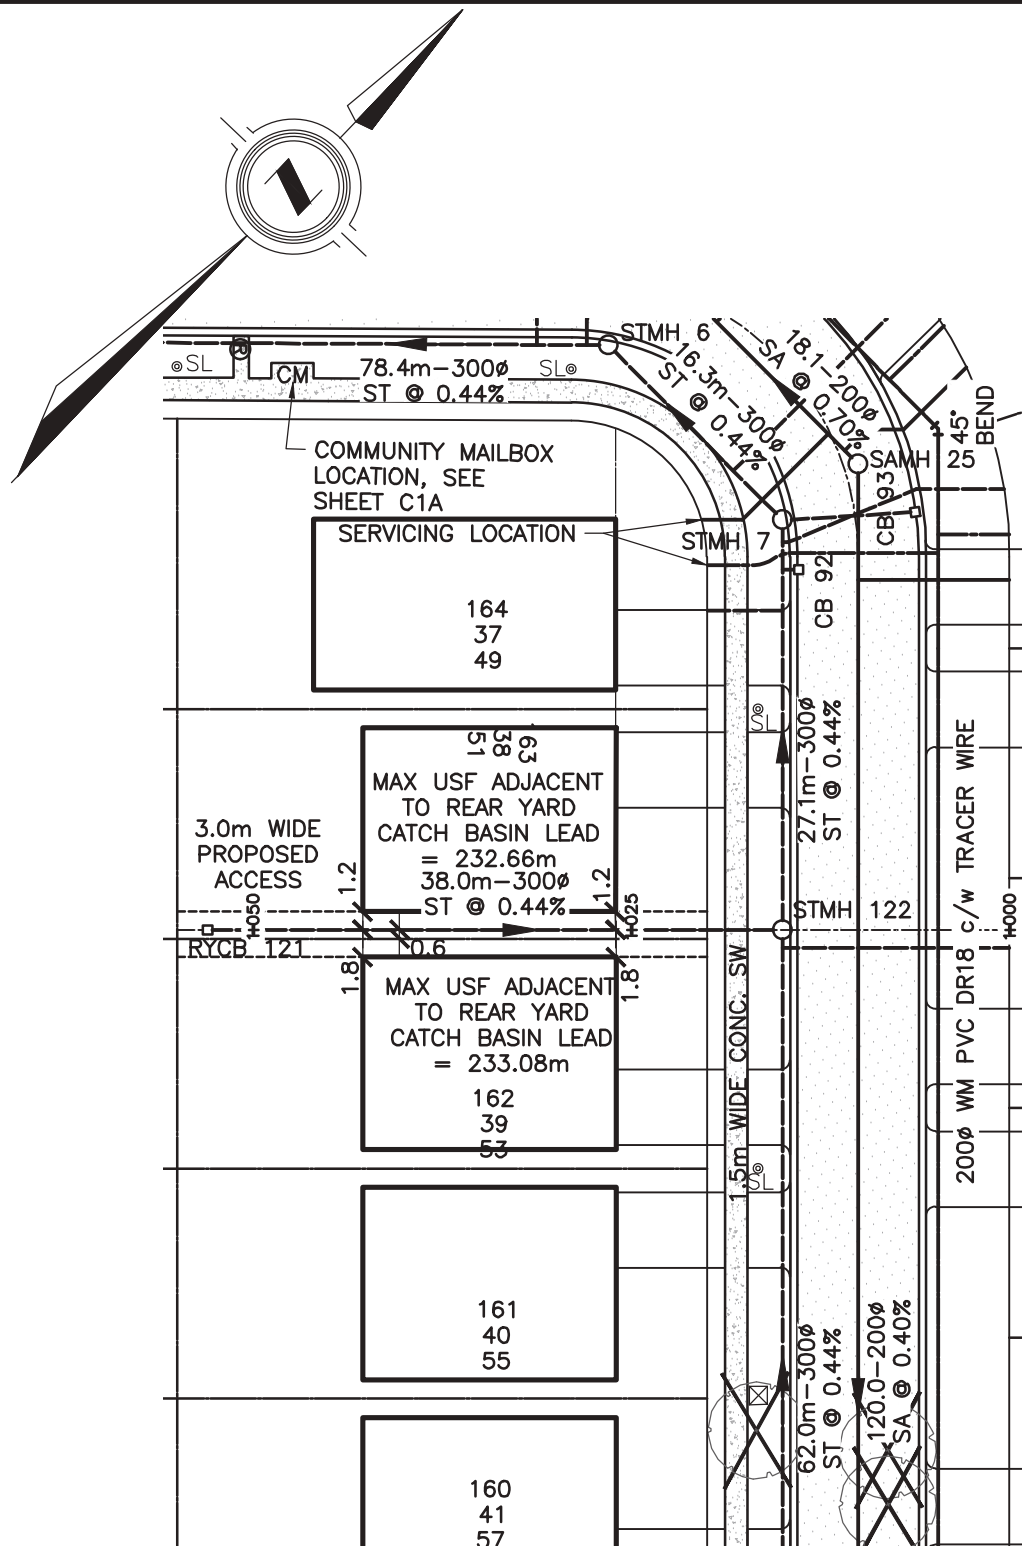 STMH 6
SL
CM
R
78.4m-300ø
ST @ 0.44%
SL
16.3m-300ø
ST @ 0.44%
18.1-200ø
SA @ 0.70%
45°
BEND
SAMH 25
COMMUNITY MAILBOX
LOCATION, SEE
SHEET C1A
SERVICING LOCATION
STMH 7
CB 93
CB 92
164
37
49
SL
27.1m-300ø
ST @ 0.44%
63
38
51
MAX USF ADJACENT
TO REAR YARD
CATCH BASIN LEAD
= 232.66m
38.0m-300ø
ST @ 0.44%
3.0m WIDE
PROPOSED
ACCESS
1.2
1.2
1+050
1+025
1+000
STMH 122
RYCB 121
0.6
1.8
1.8
MAX USF ADJACENT
TO REAR YARD
CATCH BASIN LEAD
= 233.08m
162
39
53
1.5m WIDE CONC. SW
200ø WM PVC DR18 c/w TRACER WIRE
SL
161
40
55
62.0m-300ø
ST @ 0.44%
120.0-200ø
SA @ 0.40%
160
41
57